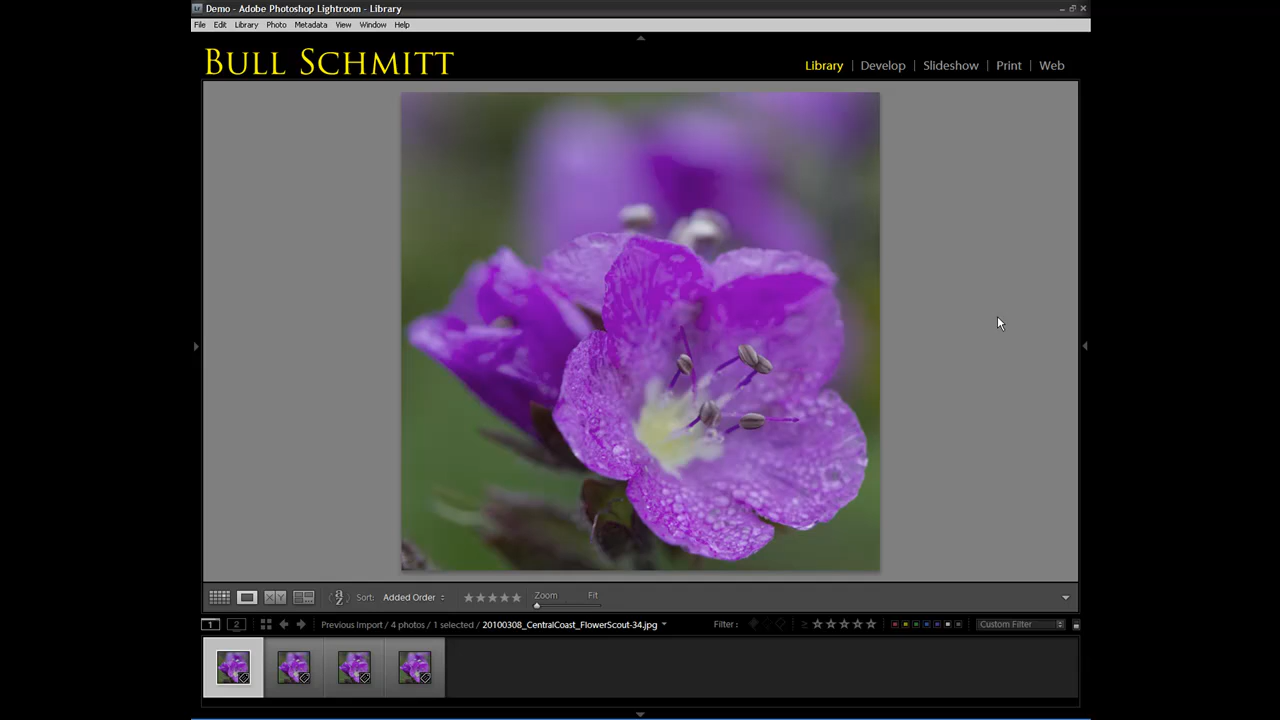 Demo - Adobe Photoshop Lightroom - Library
File Edit Library Photo Metadata View Window Help
BULL SCHMITT
Library | Develop | Slideshow | Print | Web
Sort: Added Order Zoom Fit
1 2 Previous Import / 4 photos / 1 selected / 20100308_CentralCoast_FlowerScout-34.jpg Filter : Custom Filter